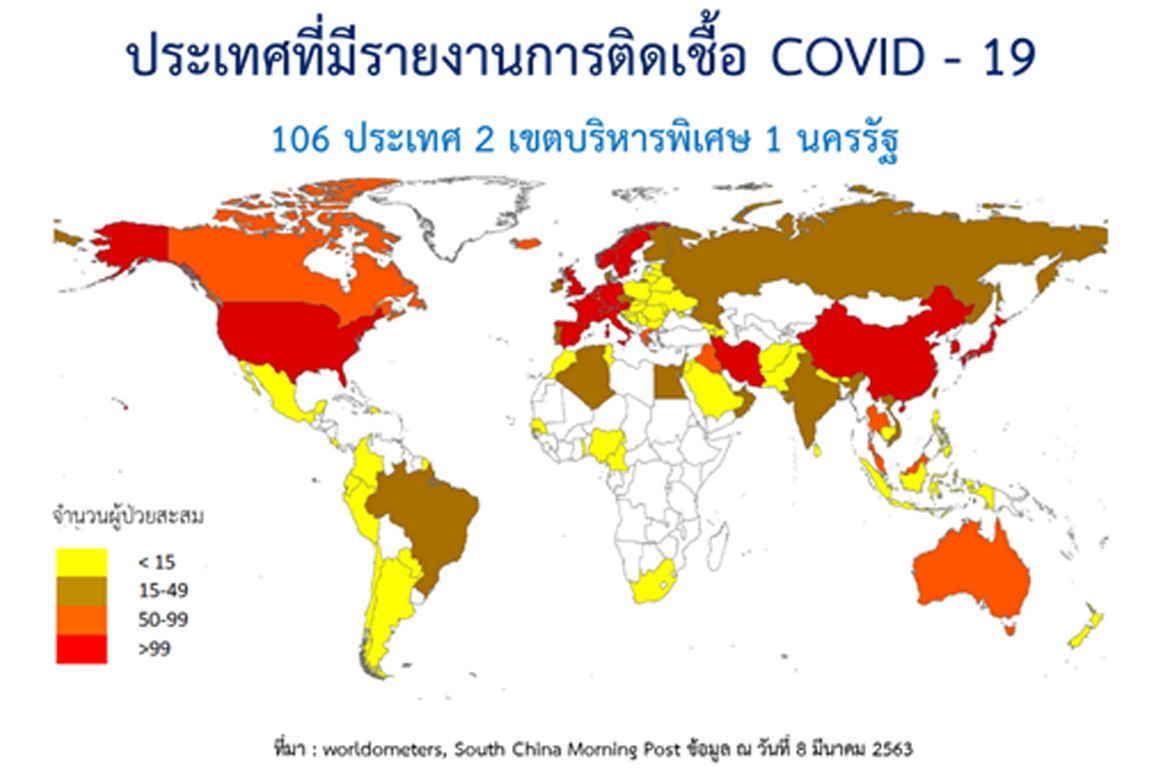 ประเทศที่มีรายงานการติดเชื้อ COVID - 19
106 ประเทศ 2 เขตบริหารพิเศษ 1 นครรัฐ
จำนวนผู้ป่วยสะสม
< 15
15-49
50-99
>99
ที่มา : worldometers, South China Morning Post ข้อมูล ณ วันที่ 8 มีนาคม 2563